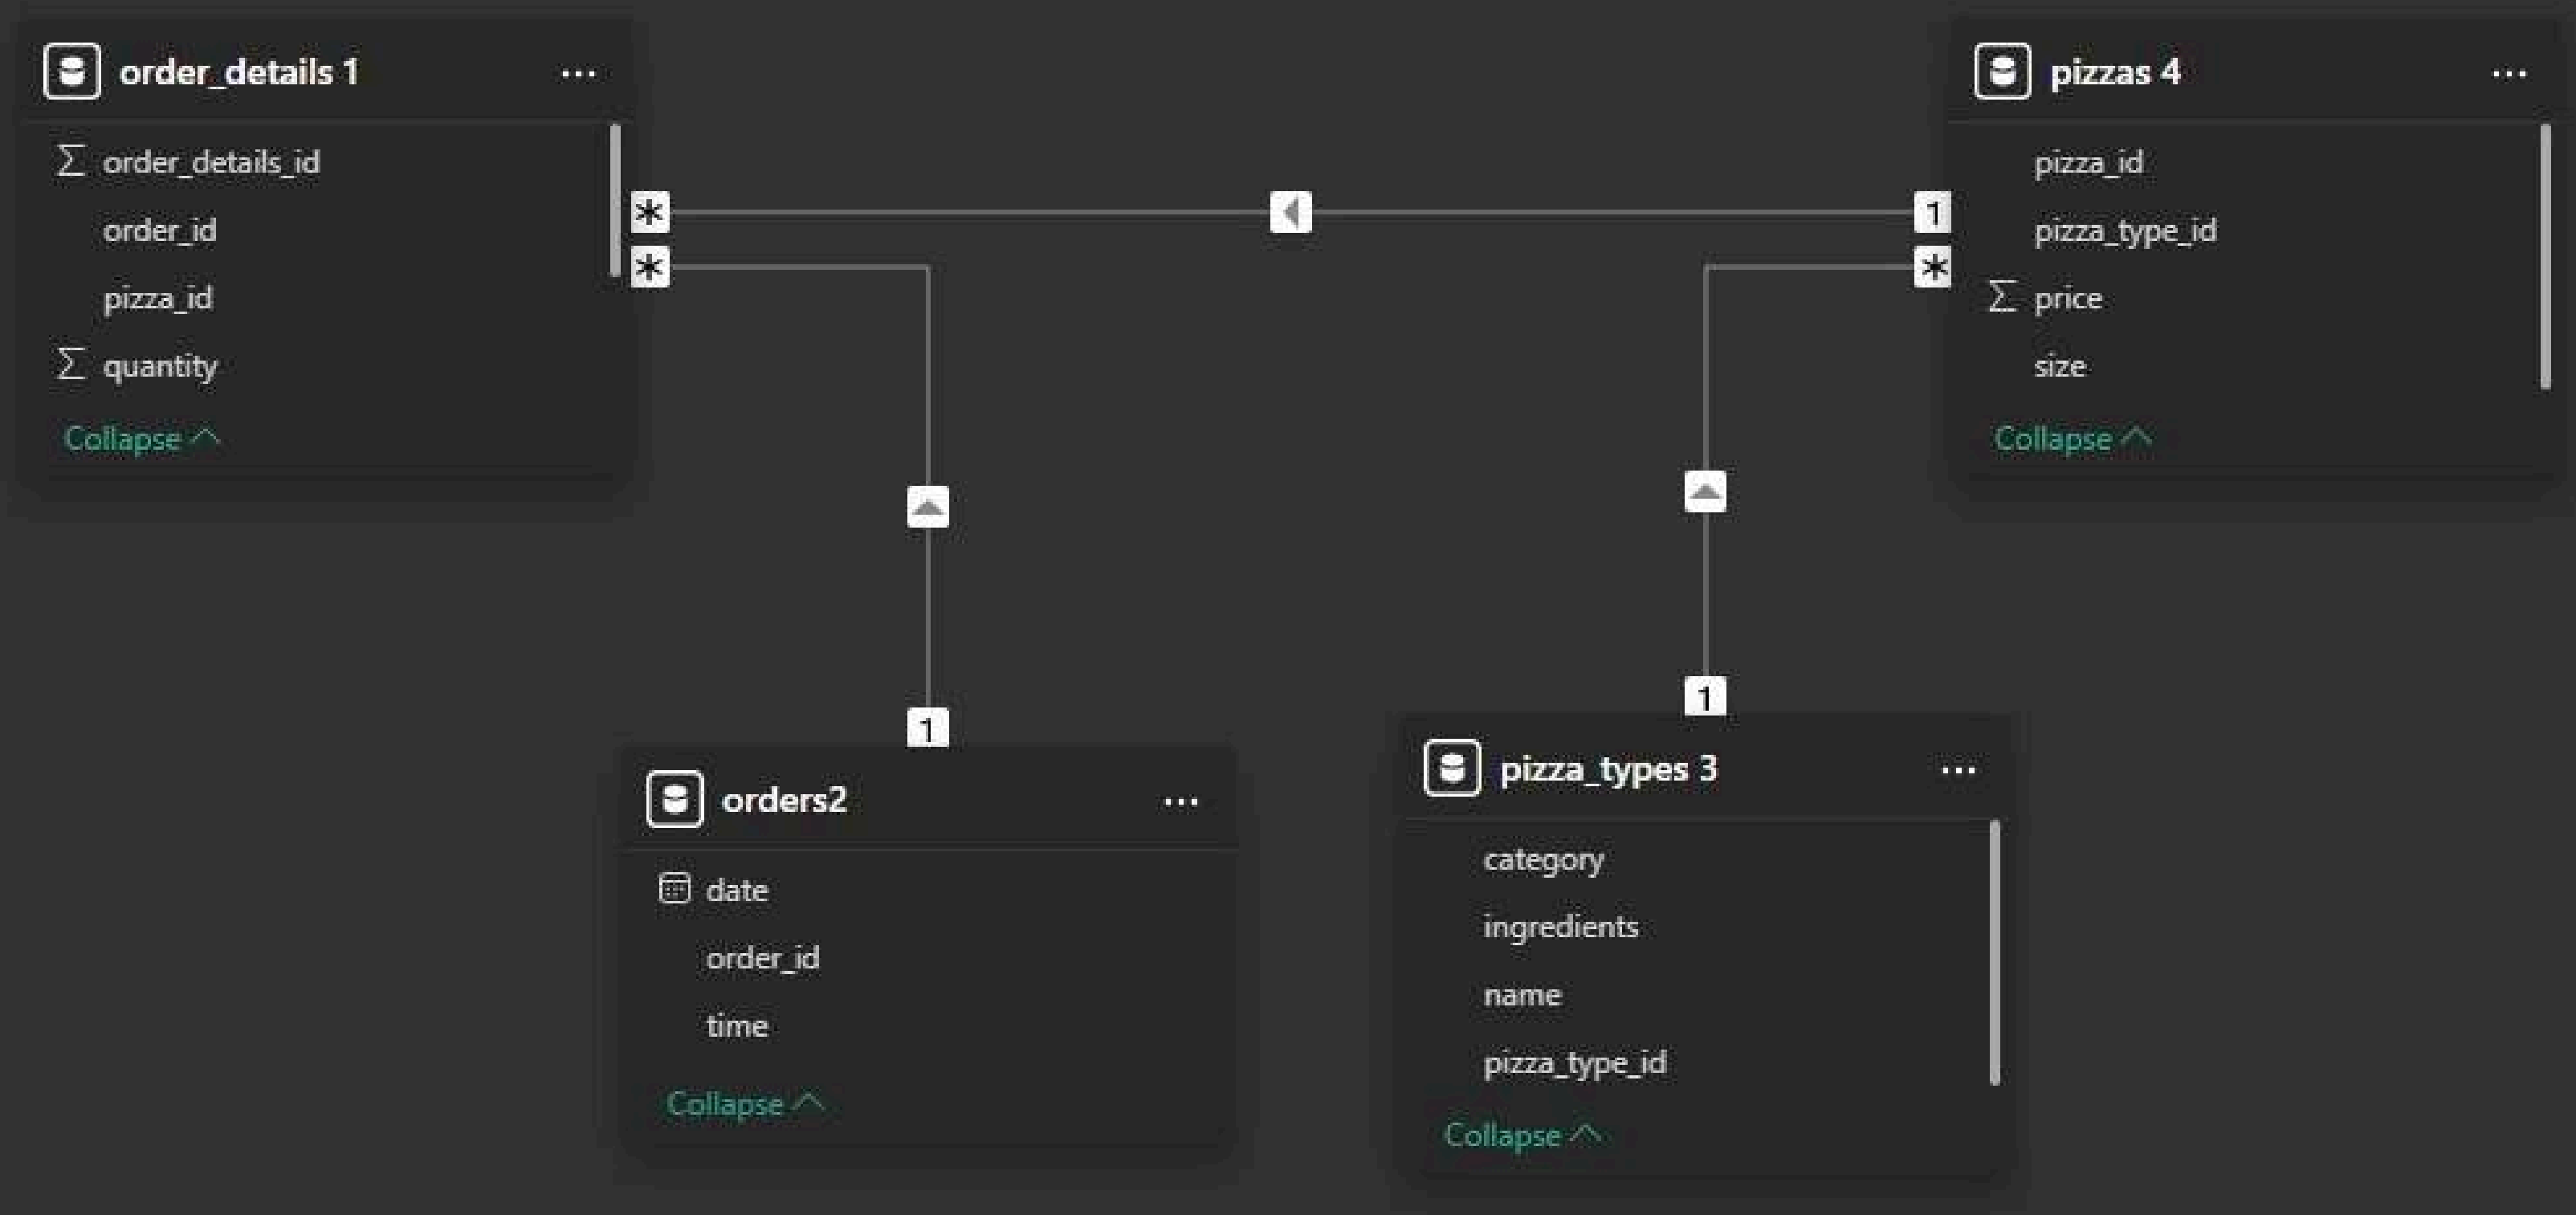 order_details 1
order_details_id
order_id
pizza_id
quantity
Collapse
*
*
1
1
*
1
pizzas 4
pizza_id
pizza_type_id
price
size
Collapse
orders2
date
order_id
time
Collapse
pizza_types 3
category
ingredients
name
pizza_type_id
Collapse